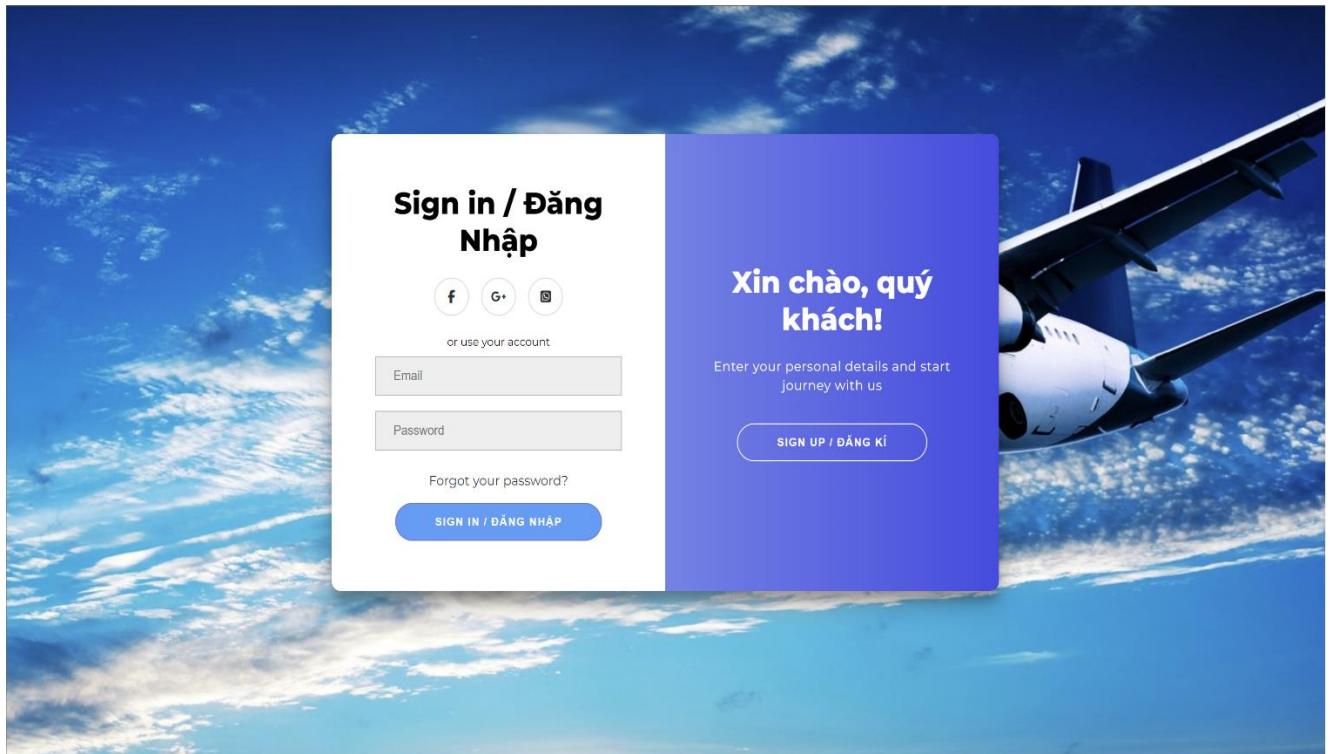 Sign in / Đăng
Nhập
f
G+
or use your account
Email
Password
Forgot your password?
SIGN IN / ĐĂNG NHẬP
Xin chào, quý
khách!
Enter your personal details and start
journey with us
SIGN UP / ĐĂNG KÍ